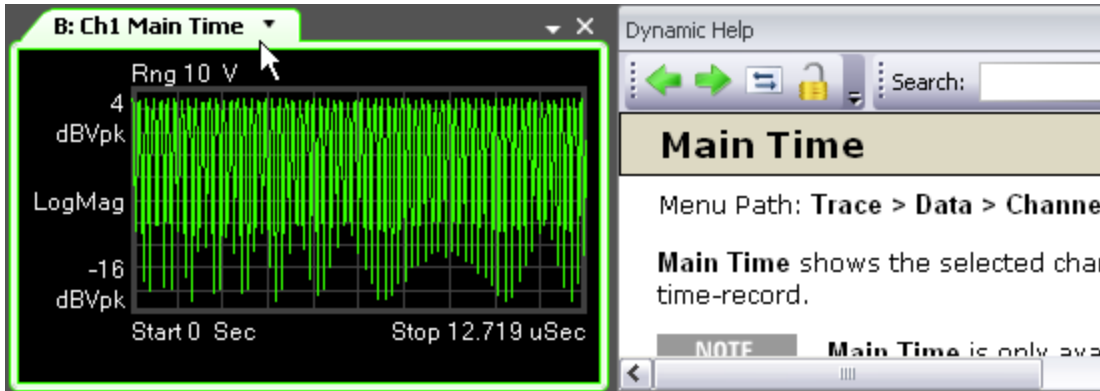 B: Ch1 Main Time
Rng 10 V
4
dBVpk
LogMag
-16
dBVpk
Start 0 Sec
Stop 12.719 uSec
Dynamic Help
Search:
Main Time
Menu Path: Trace > Data > Channe
Main Time shows the selected char
time-record.
NOTE
Main Time is only ava